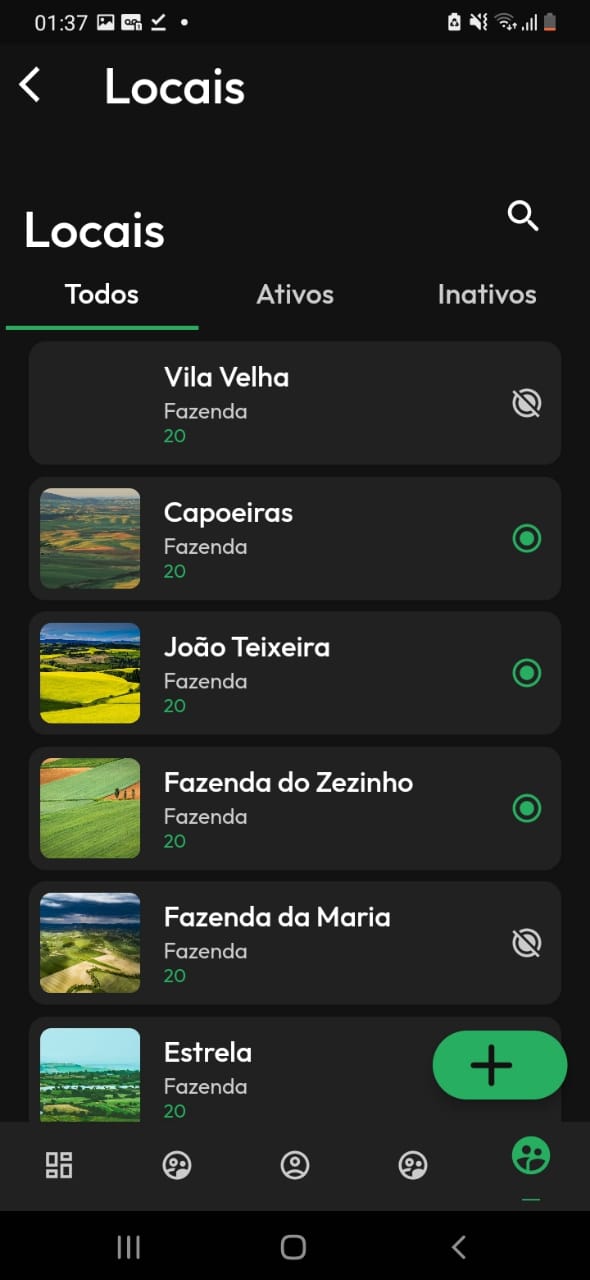 01:37
Locais
Locais
Todos Ativos Inativos
Vila Velha
Fazenda
20
Capoeiras
Fazenda
20
João Teixeira
Fazenda
20
Fazenda do Zezinho
Fazenda
20
Fazenda da Maria
Fazenda
20
Estrela
Fazenda
20